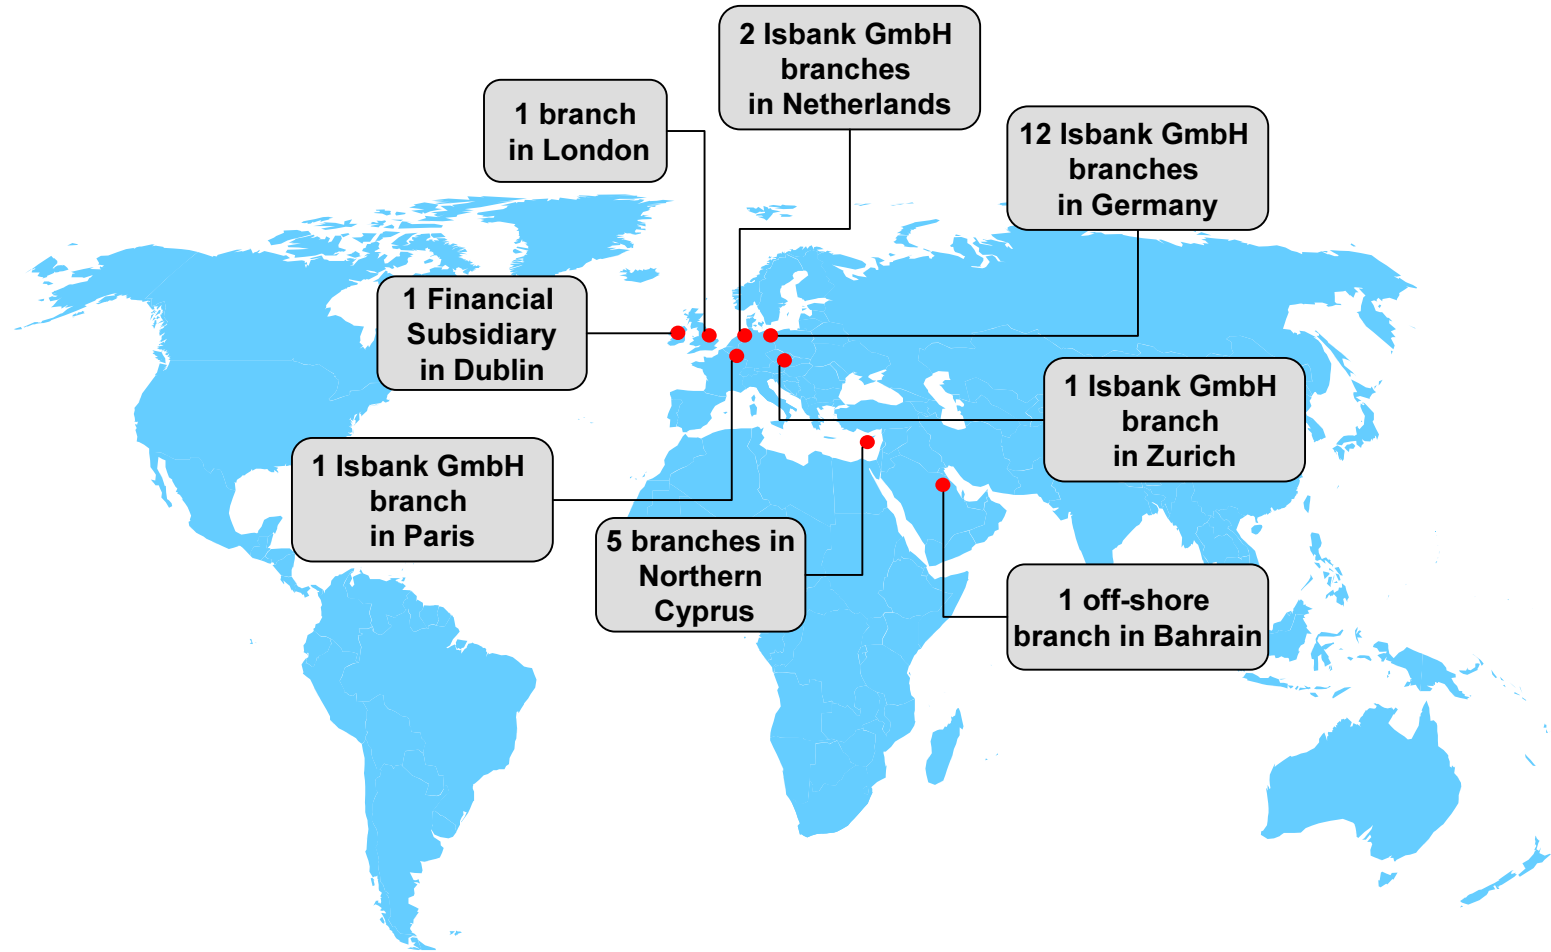 2 Isbank GmbH
branches
in Netherlands
1 branch
in London
12 Isbank GmbH
branches
in Germany
1 Financial
Subsidiary
in Dublin
1 Isbank GmbH
branch
in Zurich
1 Isbank GmbH
branch
in Paris
5 branches in
Northern
Cyprus
1 off-shore
branch in Bahrain